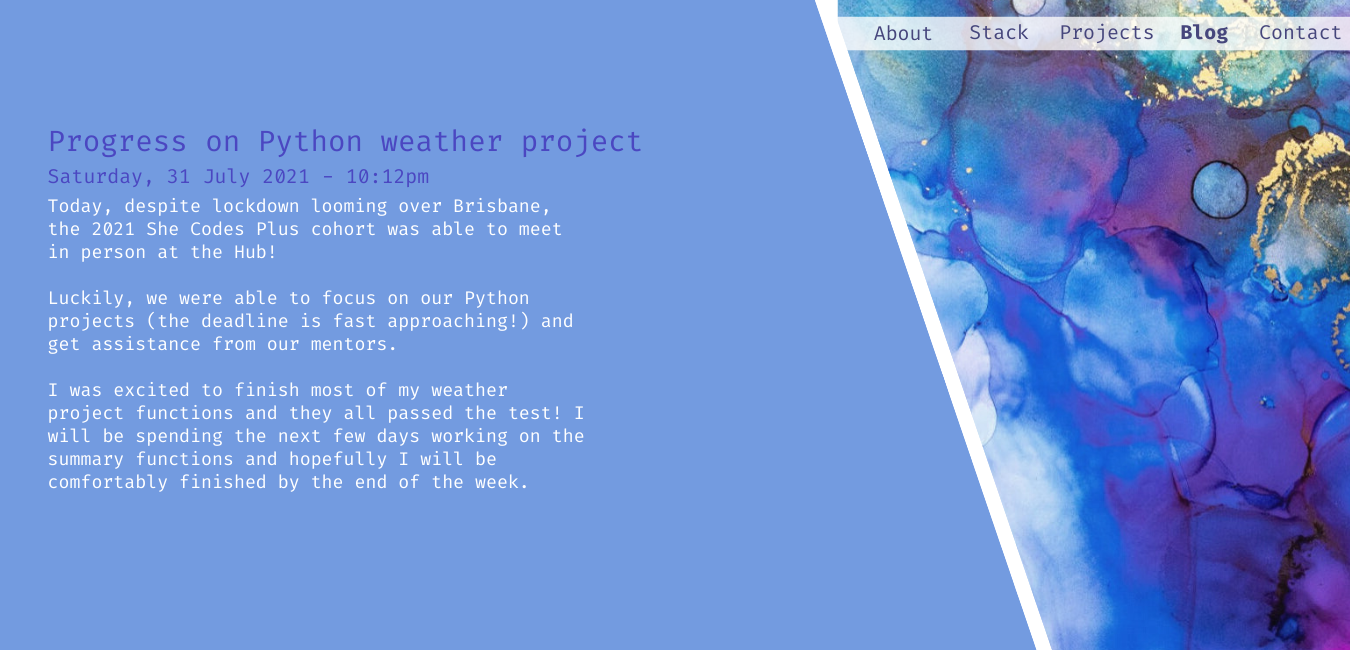 About Stack Projects Blog Contact
Progress on Python weather project
Saturday, 31 July 2021 - 10:12pm
Today, despite lockdown looming over Brisbane,
the 2021 She Codes Plus cohort was able to meet
in person at the Hub!
Luckily, we were able to focus on our Python
projects (the deadline is fast approaching!) and
get assistance from our mentors.
I was excited to finish most of my weather
project functions and they all passed the test! I
will be spending the next few days working on the
summary functions and hopefully I will be
comfortably finished by the end of the week.